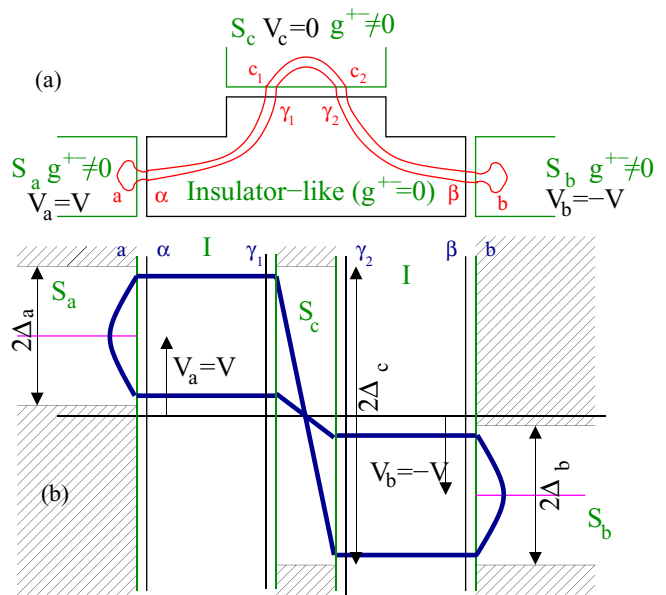 S_c V_c=0 g^{+-}≠0
(a)
c_1 c_2
γ_1 γ_2
S_a g^{+-}≠0
V_a=V
a α
Insulator-like (g^{+-}=0)
β b
S_b g^{+-}≠0
V_b=-V
a α I γ_1 γ_2 I β b
S_a
S_c
2Δ_a
V_a=V
2Δ_c
V_b=-V
2Δ_b
(b)
S_b